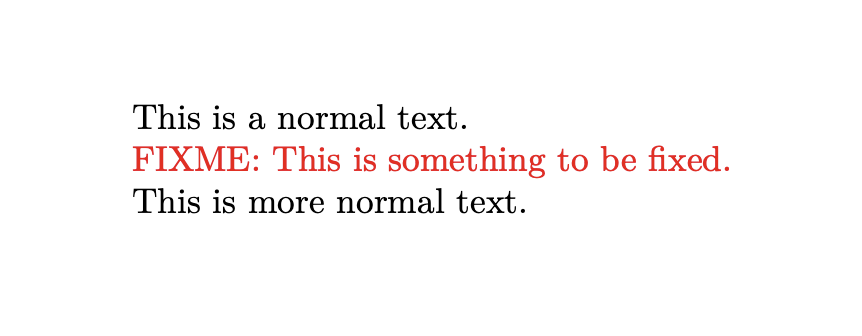 This is a normal text.
FIXME: This is something to be fixed.
This is more normal text.